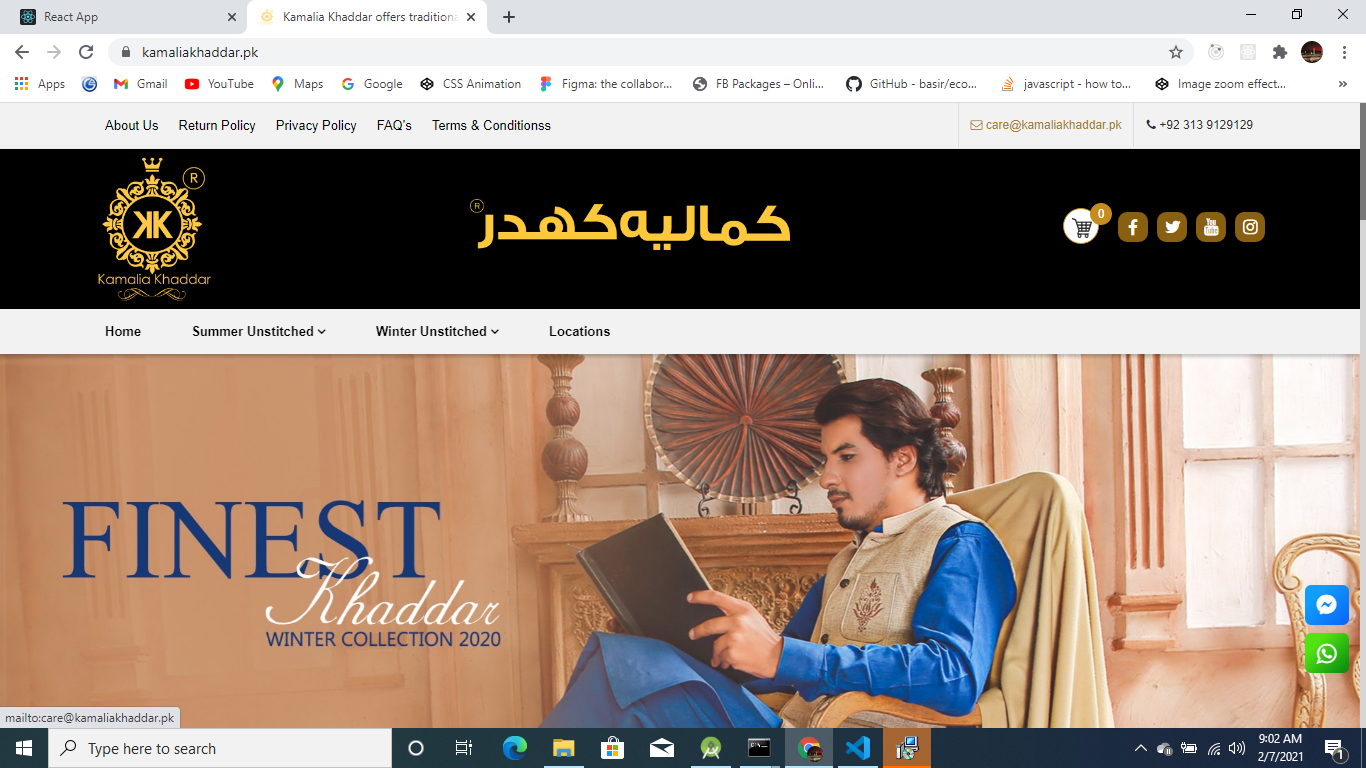 React App
Kamalia Khaddar offers traditiona
kamaliakhaddar.pk
Apps
Gmail
YouTube
Maps
Google
CSS Animation
Figma: the collabor...
FB Packages – Onli...
GitHub - basir/eco...
javascript - how to...
Image zoom effect...
»
About Us Return Policy Privacy Policy FAQ's Terms & Conditionss
care@kamaliakhaddar.pk
+92 313 9129129
R
KK
Kamalia Khaddar
کمالیہ کھدر ®
0
You Tube
Home Summer Unstitched Winter Unstitched Locations
FINEST
Khaddar
WINTER COLLECTION 2020
mailto:care@kamaliakhaddar.pk
Type here to search
9:02 AM
2/7/2021
1